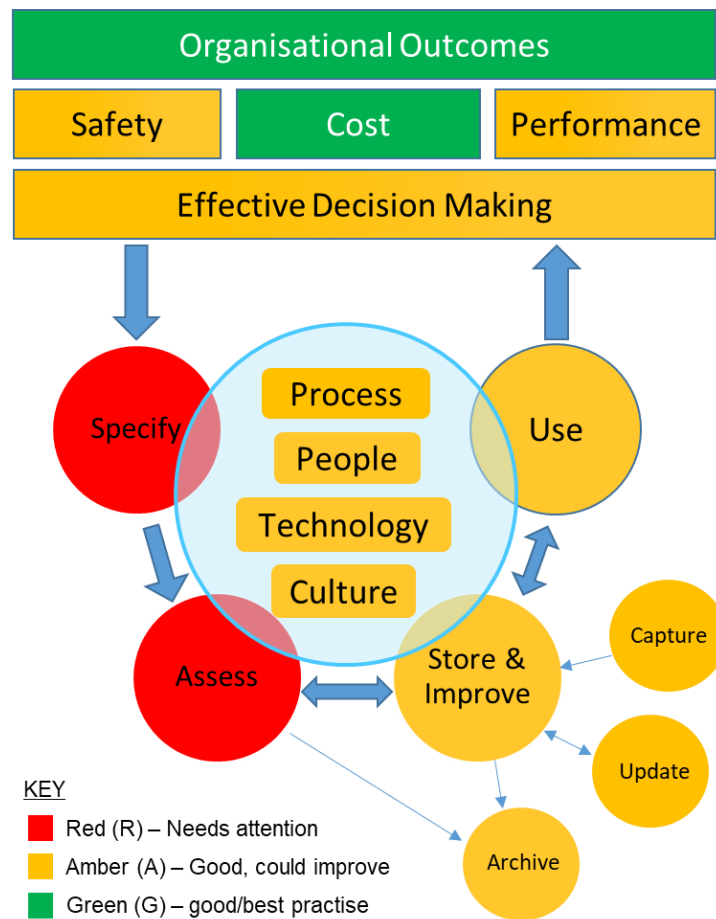 Organisational Outcomes
Safety
Cost
Performance
Effective Decision Making
Specify
Process
People
Technology
Culture
Use
Assess
Store &
Improve
Capture
Update
Archive
KEY
Red (R) – Needs attention
Amber (A) – Good, could improve
Green (G) – good/best practise